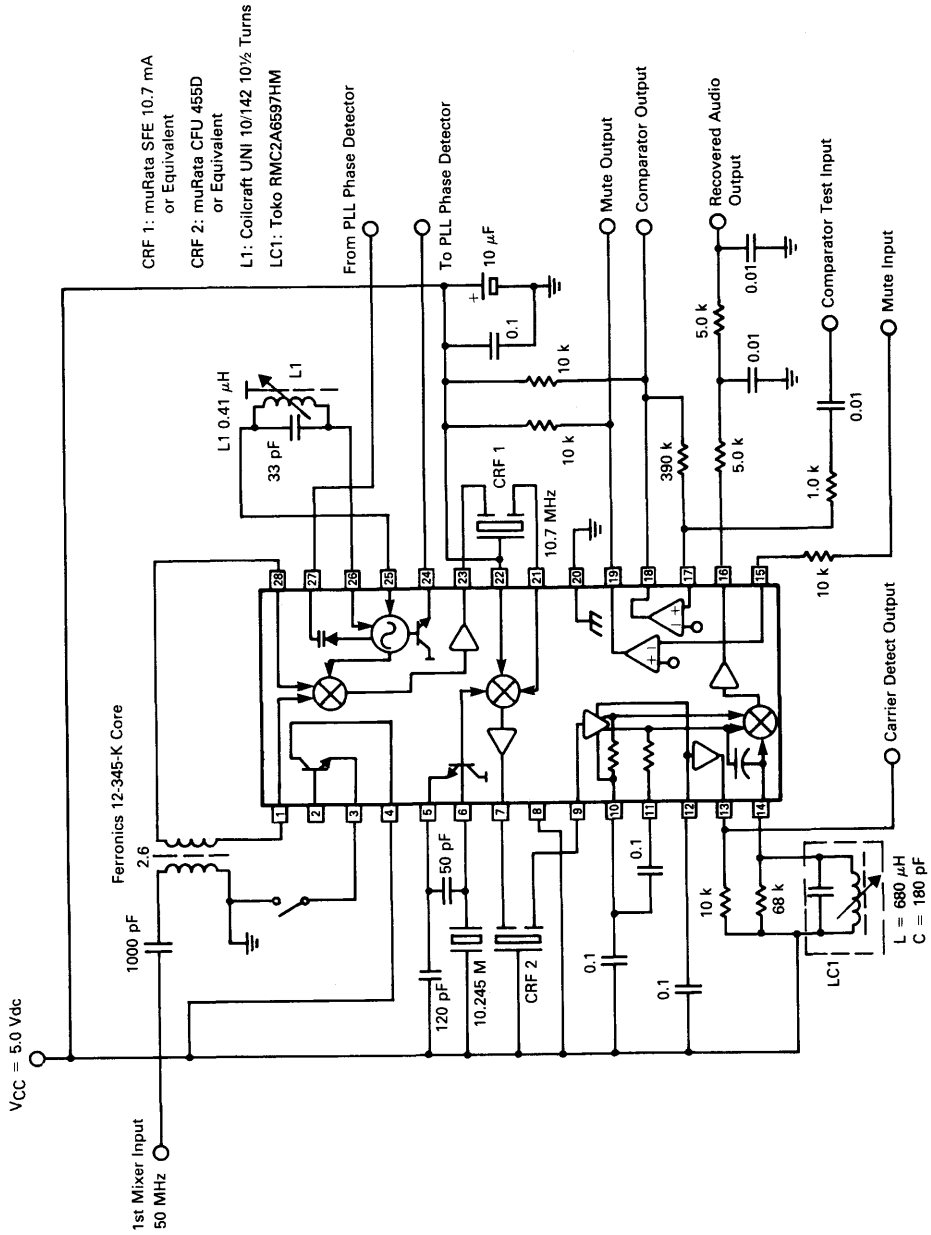 VCC = 5.0 Vdc
1st Mixer Input
50 MHz
1000 pF
Ferronics 12-345-K Core
2.6
L1 0.41 μH
L1
33 pF
CRF 1: muRata SFE 10.7 mA
or Equivalent
CRF 2: muRata CFU 455D
or Equivalent
L1: Coilcraft UNI 10/142 10½ Turns
LC1: Toko RMC2A6597HM
From PLL Phase Detector
To PLL Phase Detector
10 μF
+
0.1
10 k
10 k
CRF 1
10.7 MHz
Mute Output
Comparator Output
390 k
Recovered Audio
Output
5.0 k
5.0 k
0.01
0.01
Comparator Test Input
0.01
1.0 k
Mute Input
10 k
Carrier Detect Output
28
27
26
25
24
23
22
21
20
19
18
17
16
15
1
2
3
4
5
6
7
8
9
10
11
12
13
14
+
−
+
−
120 pF
50 pF
10.245 M
CRF 2
0.1
0.1
0.1
10 k
68 k
LC1
L = 680 μH
C = 180 pF